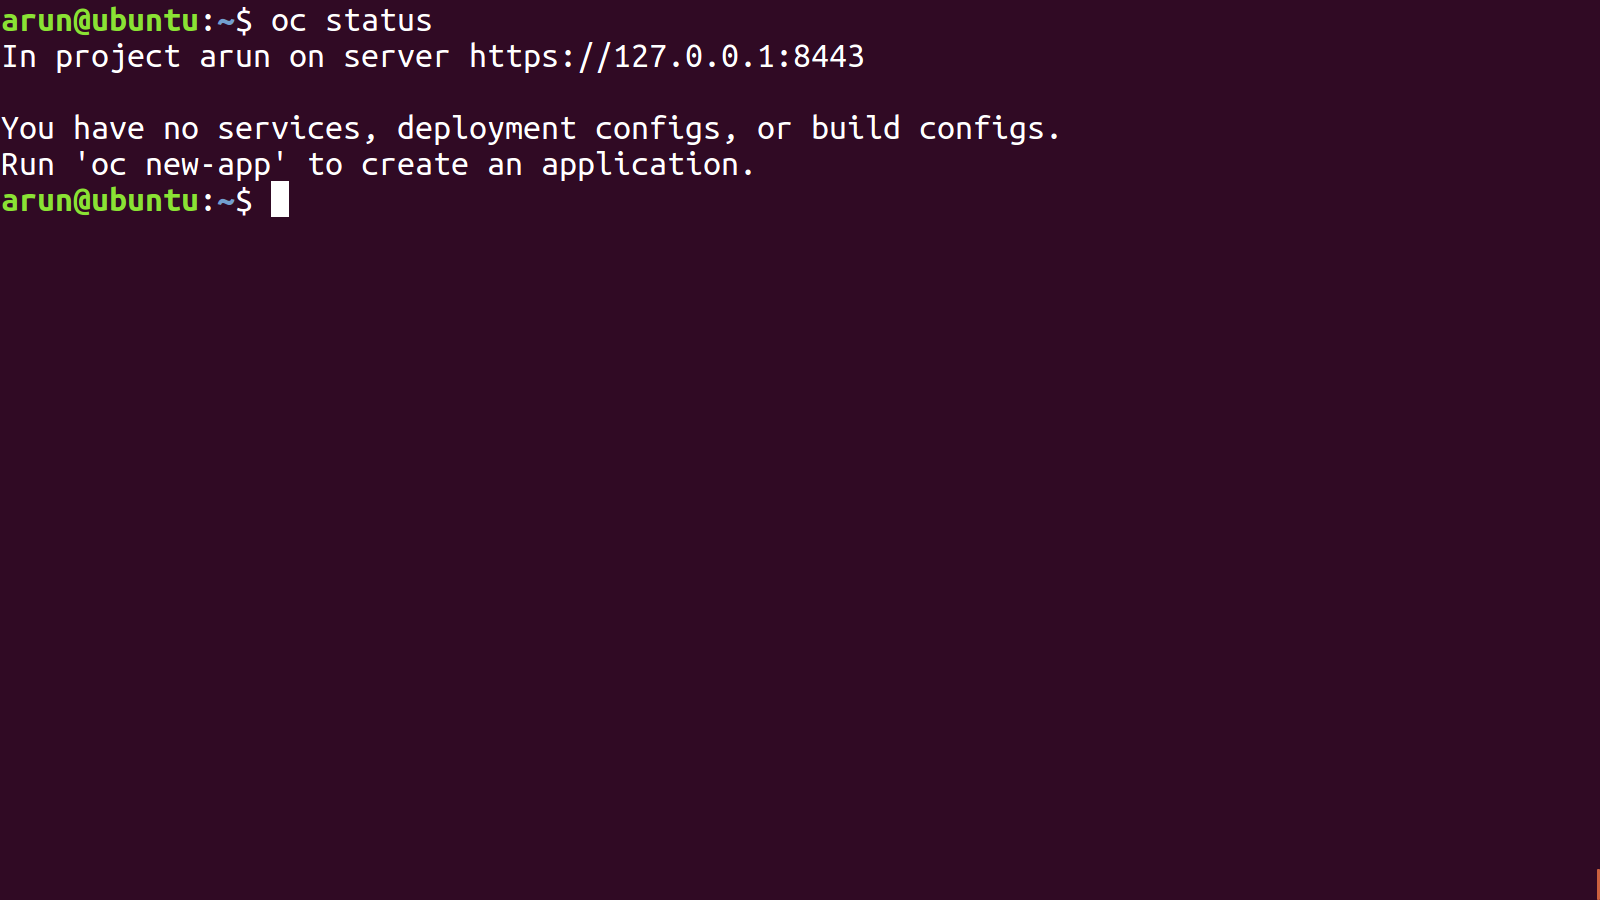 arun@ubuntu:~$ oc status
In project arun on server https://127.0.0.1:8443
You have no services, deployment configs, or build configs.
Run 'oc new-app' to create an application.
arun@ubuntu:~$